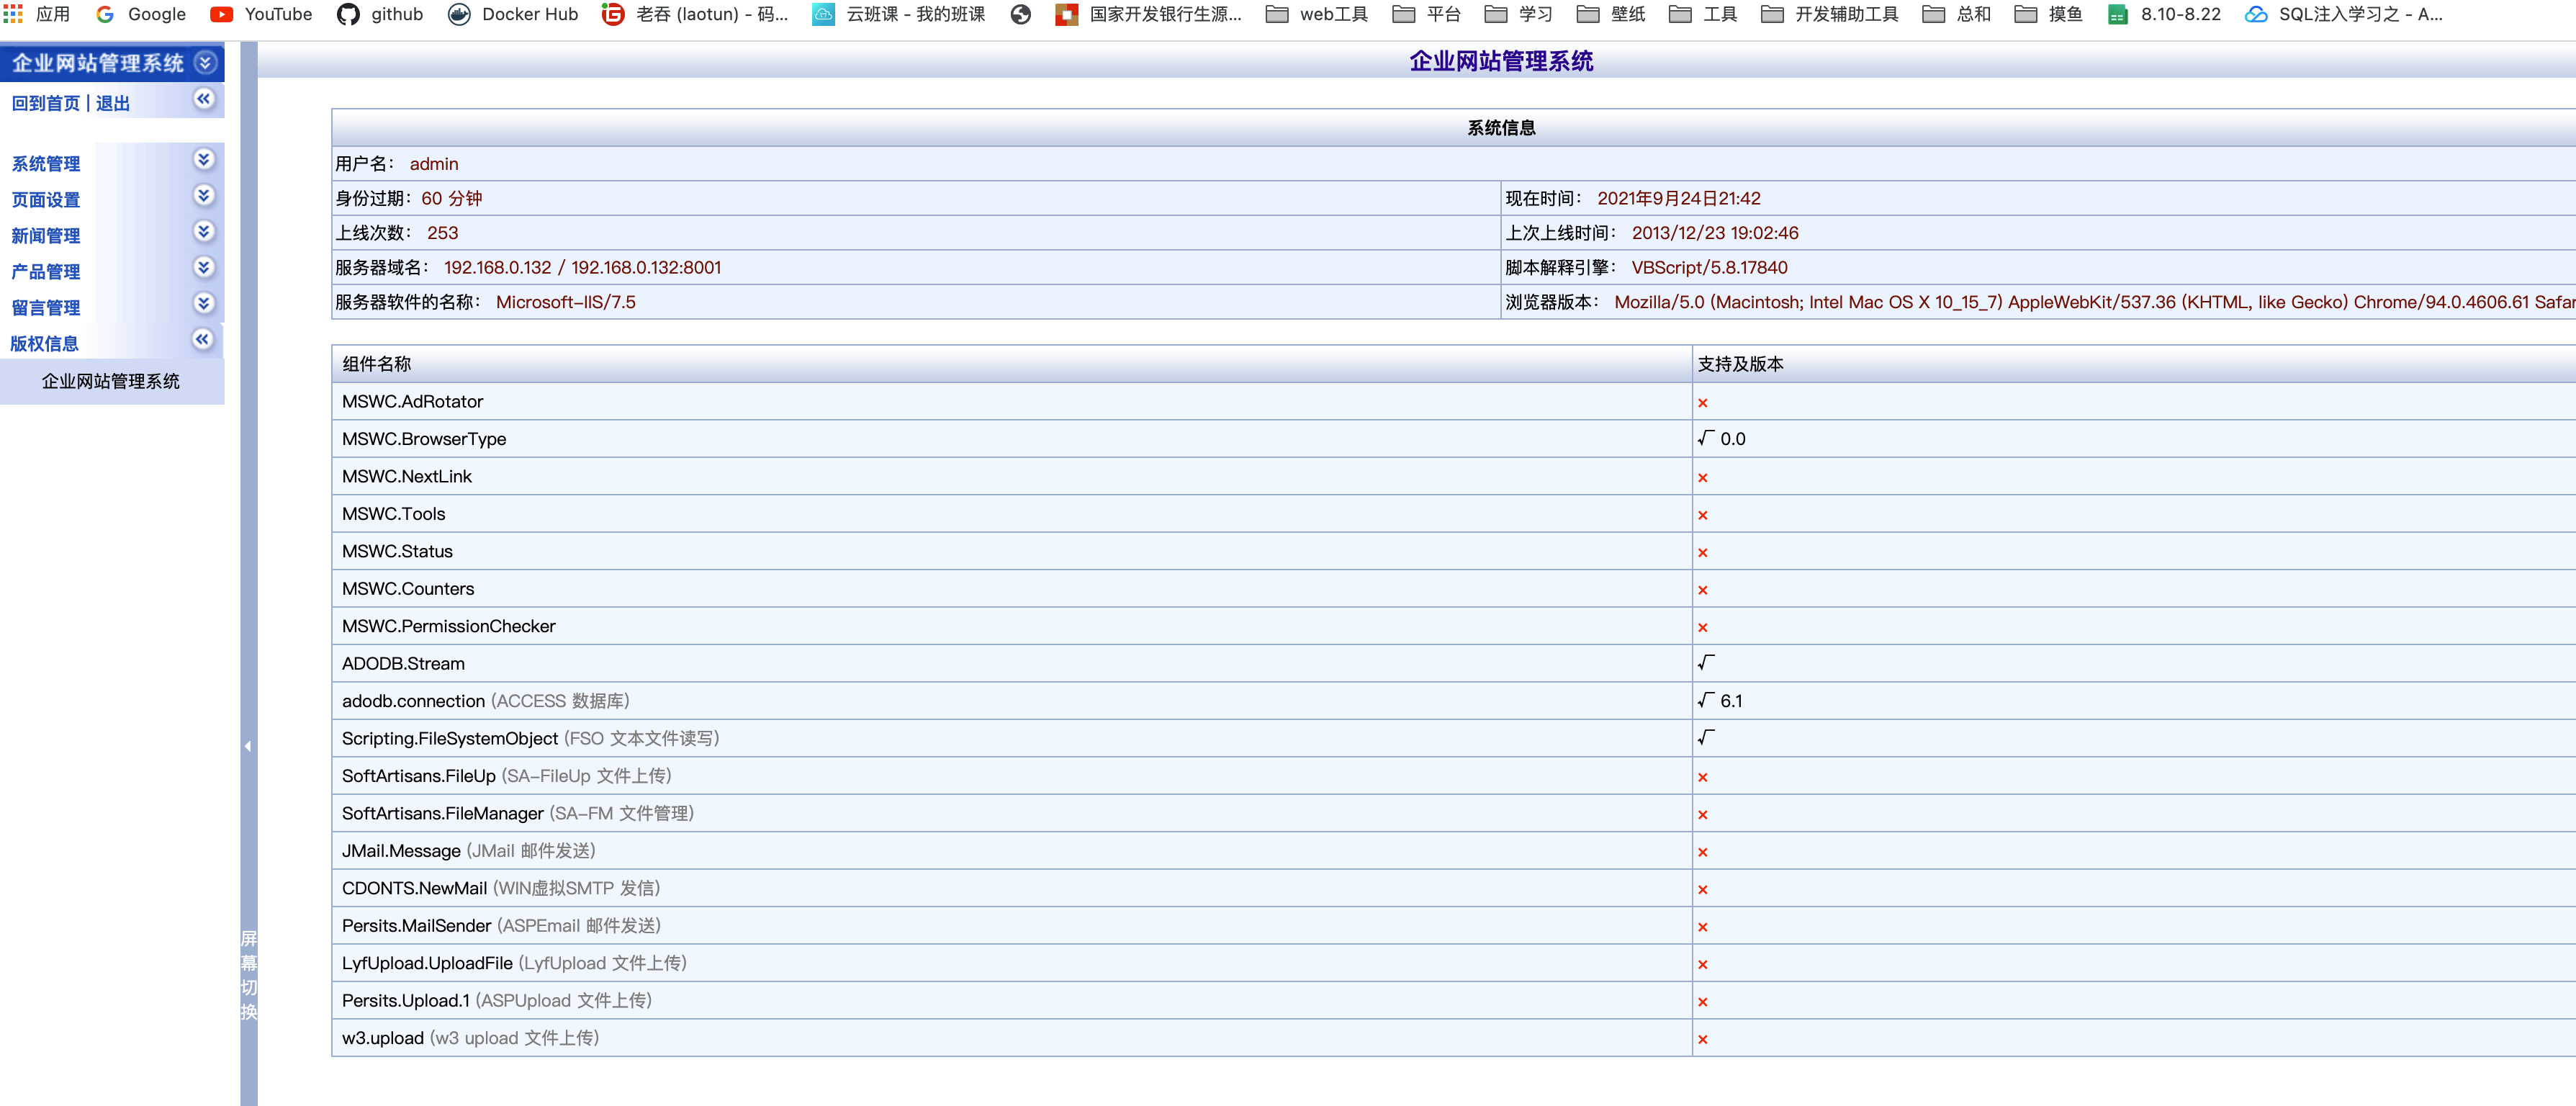 应用 Google YouTube github Docker Hub 老吞 (laotun) - 码... 云班课 - 我的班课 国家开发银行生源... web工具 平台 学习 壁纸 工具 开发辅助工具 总和 摸鱼 8.10-8.22 SQL注入学习之 - A...
企业网站管理系统
回到首页 | 退出
系统管理
页面设置
新闻管理
产品管理
留言管理
版权信息
企业网站管理系统
屏幕切换
企业网站管理系统
系统信息
用户名： admin
身份过期：60 分钟 现在时间： 2021年9月24日21:42
上线次数： 253 上次上线时间： 2013/12/23 19:02:46
服务器域名： 192.168.0.132 / 192.168.0.132:8001 脚本解释引擎： VBScript/5.8.17840
服务器软件的名称： Microsoft-IIS/7.5 浏览器版本： Mozilla/5.0 (Macintosh; Intel Mac OS X 10_15_7) AppleWebKit/537.36 (KHTML, like Gecko) Chrome/94.0.4606.61 Safar
组件名称 支持及版本
MSWC.AdRotator ×
MSWC.BrowserType √ 0.0
MSWC.NextLink ×
MSWC.Tools ×
MSWC.Status ×
MSWC.Counters ×
MSWC.PermissionChecker ×
ADODB.Stream √
adodb.connection (ACCESS 数据库) √ 6.1
Scripting.FileSystemObject (FSO 文本文件读写) √
SoftArtisans.FileUp (SA-FileUp 文件上传) ×
SoftArtisans.FileManager (SA-FM 文件管理) ×
JMail.Message (JMail 邮件发送) ×
CDONTS.NewMail (WIN虚拟SMTP 发信) ×
Persits.MailSender (ASPEmail 邮件发送) ×
LyfUpload.UploadFile (LyfUpload 文件上传) ×
Persits.Upload.1 (ASPUpload 文件上传) ×
w3.upload (w3 upload 文件上传) ×